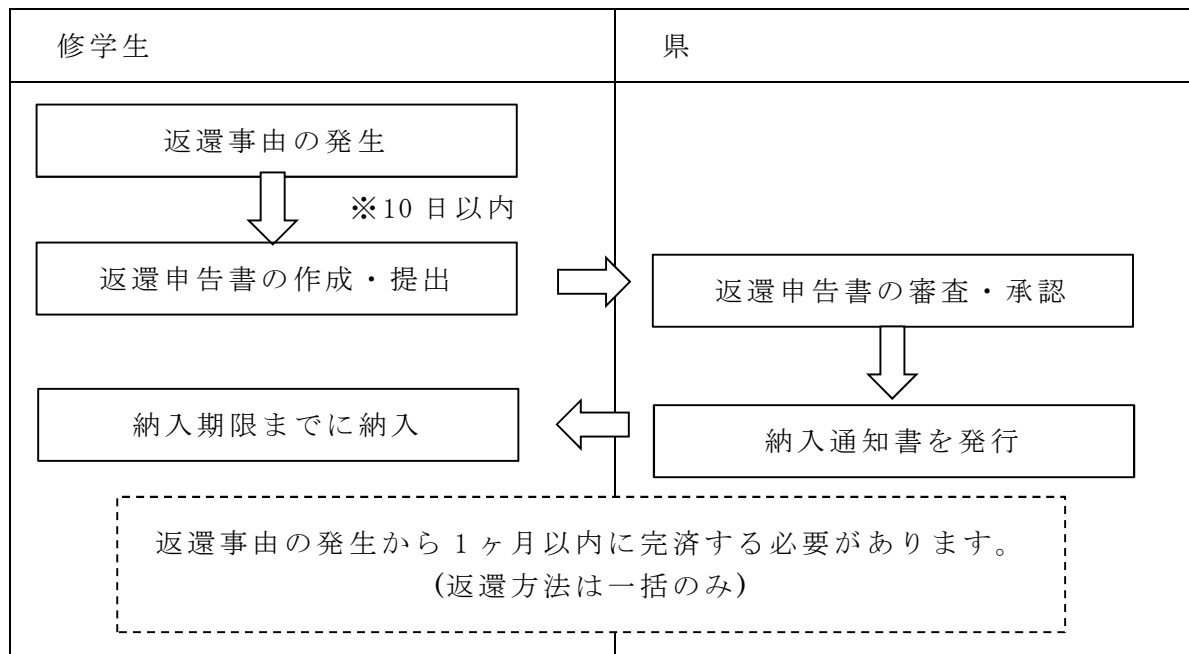 修学生
県
返還事由の発生
※10日以内
返還申告書の作成・提出
返還申告書の審査・承認
納入期限までに納入
納入通知書を発行
返還事由の発生から1ヶ月以内に完済する必要があります。
(返還方法は一括のみ)